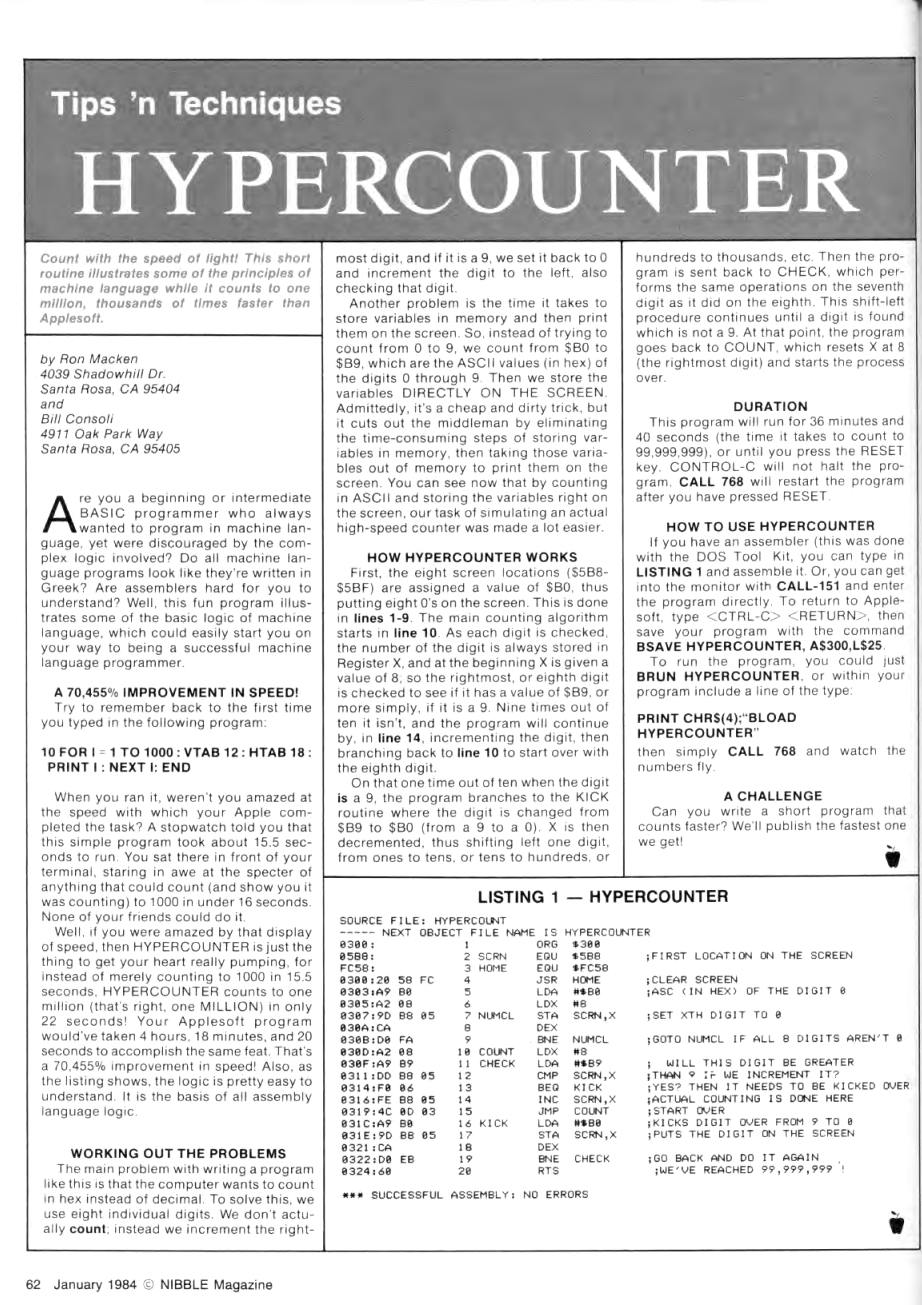 Tips 'n Techniques
HYPERCOUNTER
Count with the speed of light! This short
routine illustrates some of the principles of
machine language while it counts to one
million, thousands of times faster than
Applesoft.
by Ron Macken
4039 Shadowhill Dr.
Santa Rosa, CA 95404
and
Bill Consoli
4911 Oak Park Way
Santa Rosa, CA 95405
Are you a beginning or intermediate
BASIC programmer who always
wanted to program in machine lan-
guage, yet were discouraged by the com-
plex logic involved? Do all machine lan-
guage programs look like they're written in
Greek? Are assemblers hard for you to
understand? Well, this fun program illus-
trates some of the basic logic of machine
language, which could easily start you on
your way to being a successful machine
language programmer.
A 70,455% IMPROVEMENT IN SPEED!
Try to remember back to the first time
you typed in the following program:
10 FOR I = 1 TO 1000 : VTAB 12 : HTAB 18 :
PRINT I : NEXT I: END
When you ran it, weren't you amazed at
the speed with which your Apple com-
pleted the task? A stopwatch told you that
this simple program took about 15.5 sec-
onds to run. You sat there in front of your
terminal, staring in awe at the specter of
anything that could count (and show you it
was counting) to 1000 in under 16 seconds.
None of your friends could do it.
Well, if you were amazed by that display
of speed, then HYPERCOUNTER is just the
thing to get your heart really pumping, for
instead of merely counting to 1000 in 15.5
seconds, HYPERCOUNTER counts to one
million (that's right, one MILLION) in only
22 seconds! Your Applesoft program
would've taken 4 hours, 18 minutes, and 20
seconds to accomplish the same feat. That's
a 70,455% improvement in speed! Also, as
the listing shows, the logic is pretty easy to
understand. It is the basis of all assembly
language logic.
WORKING OUT THE PROBLEMS
The main problem with writing a program
like this is that the computer wants to count
in hex instead of decimal. To solve this, we
use eight individual digits. We don't actu-
ally count; instead we increment the right-
most digit, and if it is a 9, we set it back to 0
and increment the digit to the left, also
checking that digit.
Another problem is the time it takes to
store variables in memory and then print
them on the screen. So, instead of trying to
count from 0 to 9, we count from $B0 to
$B9, which are the ASCII values (in hex) of
the digits 0 through 9. Then we store the
variables DIRECTLY ON THE SCREEN.
Admittedly, it's a cheap and dirty trick, but
it cuts out the middleman by eliminating
the time-consuming steps of storing var-
iables in memory, then taking those varia-
bles out of memory to print them on the
screen. You can see now that by counting
in ASCII and storing the variables right on
the screen, our task of simulating an actual
high-speed counter was made a lot easier.
HOW HYPERCOUNTER WORKS
First, the eight screen locations ($5B8-
$5BF) are assigned a value of $B0, thus
putting eight 0's on the screen. This is done
in lines 1-9. The main counting algorithm
starts in line 10. As each digit is checked,
the number of the digit is always stored in
Register X, and at the beginning X is given a
value of 8; so the rightmost, or eighth digit
is checked to see if it has a value of $B9, or
more simply, if it is a 9. Nine times out of
ten it isn't, and the program will continue
by, in line 14, incrementing the digit, then
branching back to line 10 to start over with
the eighth digit.
On that one time out of ten when the digit
is a 9, the program branches to the KICK
routine where the digit is changed from
$B9 to $B0 (from a 9 to a 0). X is then
decremented, thus shifting left one digit,
from ones to tens, or tens to hundreds, or
hundreds to thousands, etc. Then the pro-
gram is sent back to CHECK, which per-
forms the same operations on the seventh
digit as it did on the eighth. This shift-left
procedure continues until a digit is found
which is not a 9. At that point, the program
goes back to COUNT, which resets X at 8
(the rightmost digit) and starts the process
over.
DURATION
This program will run for 36 minutes and
40 seconds (the time it takes to count to
99,999,999), or until you press the RESET
key. CONTROL-C will not halt the pro-
gram. CALL 768 will restart the program
after you have pressed RESET.
HOW TO USE HYPERCOUNTER
If you have an assembler (this was done
with the DOS Tool Kit, you can type in
LISTING 1 and assemble it. Or, you can get
into the monitor with CALL-151 and enter
the program directly. To return to Apple-
soft, type <CTRL-C> <RETURN>, then
save your program with the command
BSAVE HYPERCOUNTER, A$300,L$25.
To run the program, you could just
BRUN HYPERCOUNTER, or within your
program include a line of the type:
PRINT CHR$(4);"BLOAD
HYPERCOUNTER"
then simply CALL 768 and watch the
numbers fly.
A CHALLENGE
Can you write a short program that
counts faster? We'll publish the fastest one
we get!
LISTING 1 — HYPERCOUNTER
SOURCE FILE: HYPERCOUNT
----- NEXT OBJECT FILE NAME IS HYPERCOUNTER
0300: 1 ORG $300
05B8: 2 SCRN EQU $5B8 ;FIRST LOCATION ON THE SCREEN
FC58: 3 HOME EQU $FC58
0300:20 58 FC 4 JSR HOME ;CLEAR SCREEN
0303:A9 B0 5 LDA #$B0 ;ASC (IN HEX) OF THE DIGIT 0
0305:A2 08 6 LDX #8
0307:9D B8 05 7 NUMCL STA SCRN,X ;SET XTH DIGIT TO 0
030A:CA 8 DEX
030B:D0 FA 9 BNE NUMCL ;GOTO NUMCL IF ALL 8 DIGITS AREN'T 0
030D:A2 08 10 COUNT LDX #8
030F:A9 B9 11 CHECK LDA #$B9 ; WILL THIS DIGIT BE GREATER
0311:DD B8 05 12 CMP SCRN,X ;THAN 9 IF WE INCREMENT IT?
0314:F0 06 13 BEQ KICK ;YES? THEN IT NEEDS TO BE KICKED OVER
0316:FE B8 05 14 INC SCRN,X ;ACTUAL COUNTING IS DONE HERE
0319:4C 0D 03 15 JMP COUNT ;START OVER
031C:A9 B0 16 KICK LDA #$B0 ;KICKS DIGIT OVER FROM 9 TO 0
031E:9D B8 05 17 STA SCRN,X ;PUTS THE DIGIT ON THE SCREEN
0321:CA 18 DEX
0322:D0 EB 19 BNE CHECK ;GO BACK AND DO IT AGAIN
0324:60 20 RTS ;WE'VE REACHED 99,999,999 !
*** SUCCESSFUL ASSEMBLY: NO ERRORS
62 January 1984 © NIBBLE Magazine